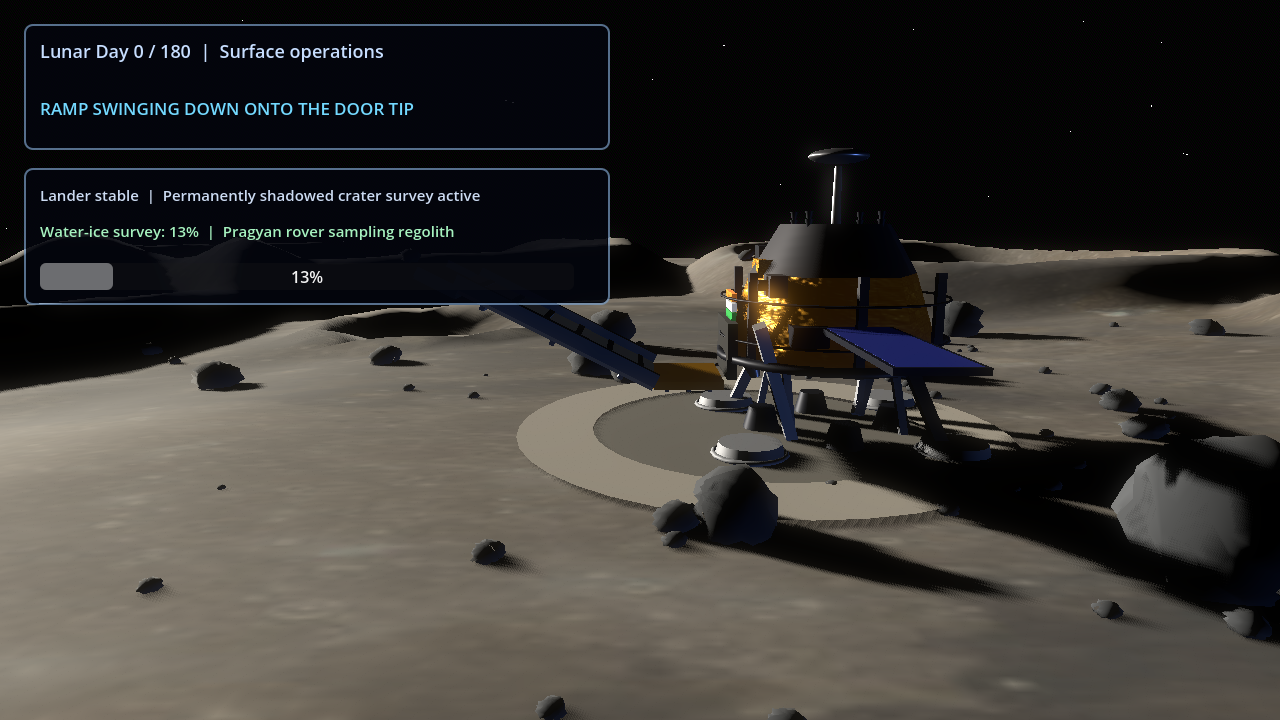 Lunar Day 0 / 180 | Surface operations
RAMP SWINGING DOWN ONTO THE DOOR TIP
Lander stable | Permanently shadowed crater survey active
Water-ice survey: 13% | Pragyan rover sampling regolith
13%